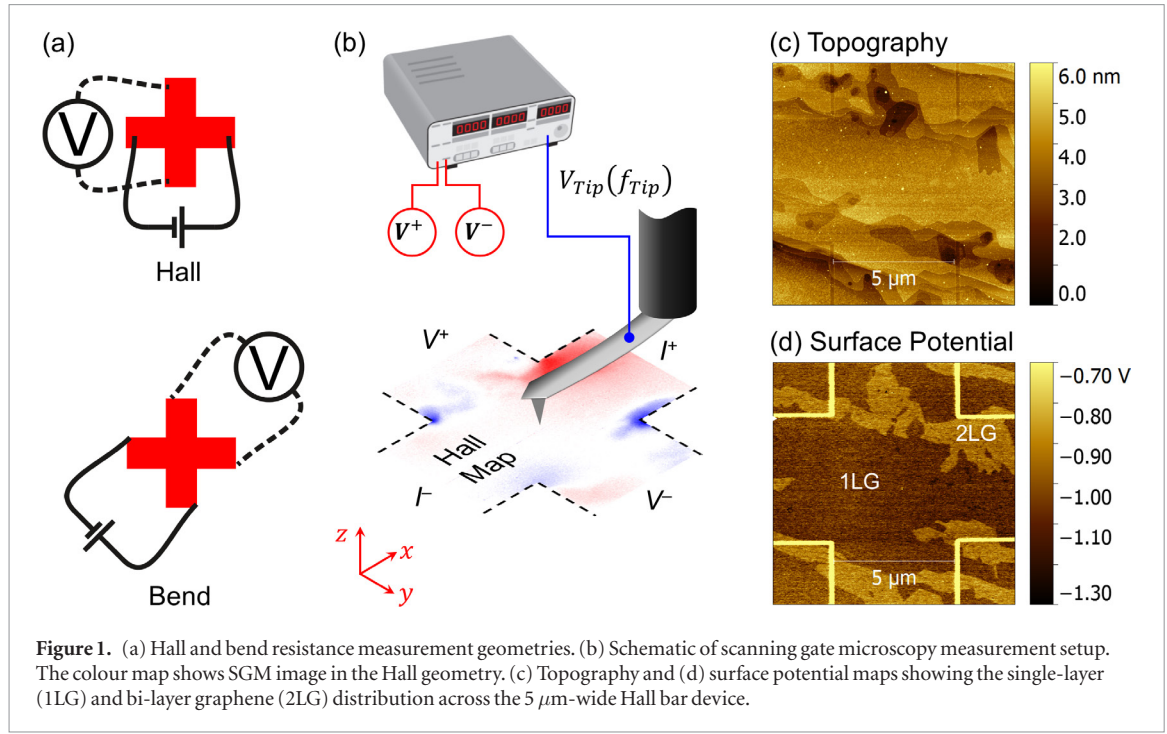 (a)
V
Hall
V
Bend
(b)
0000 0000 0000
V_Tip(f_Tip)
V⁺ V⁻
V⁺ I⁺
Hall
Map
I⁻ V⁻
z
x
y
(c) Topography
6.0 nm
5.0
4.0
3.0
2.0
1.0
0.0
5 μm
(d) Surface Potential
−0.70 V
−0.80
−0.90
−1.00
−1.10
−1.30
2LG
1LG
5 μm
Figure 1. (a) Hall and bend resistance measurement geometries. (b) Schematic of scanning gate microscopy measurement setup.
The colour map shows SGM image in the Hall geometry. (c) Topography and (d) surface potential maps showing the single-layer
(1LG) and bi-layer graphene (2LG) distribution across the 5 μm-wide Hall bar device.